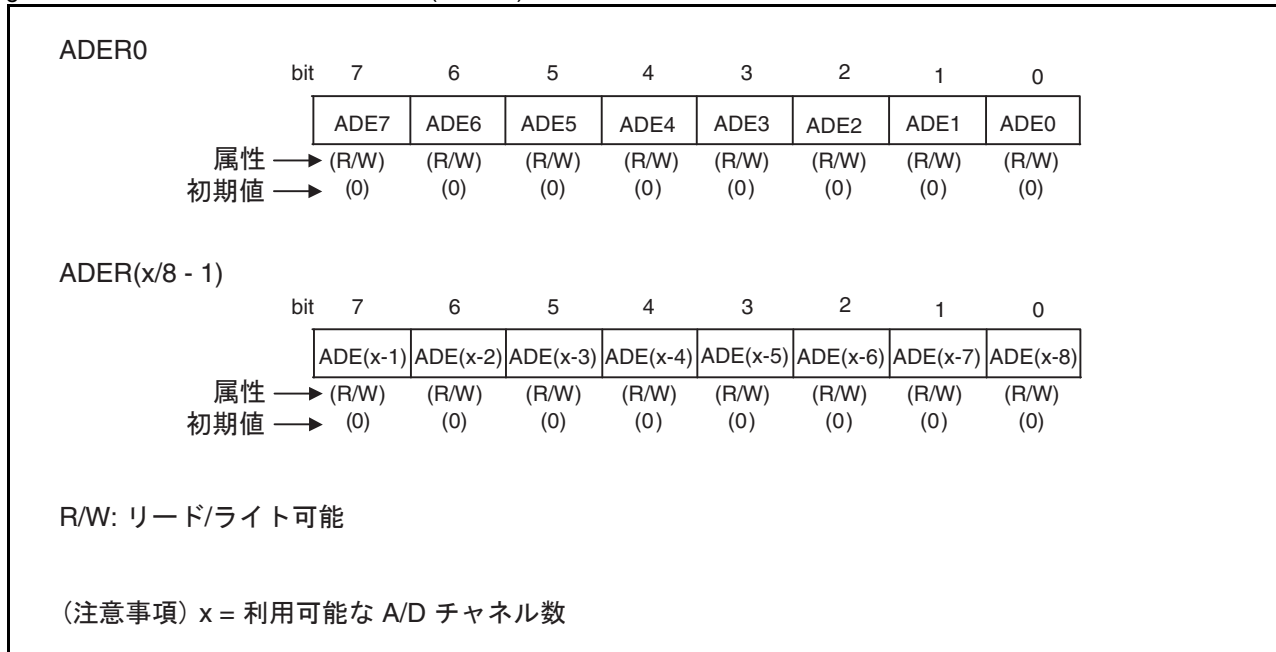 ADER0
bit 7 6 5 4 3 2 1 0
ADE7 ADE6 ADE5 ADE4 ADE3 ADE2 ADE1 ADE0
属性 (R/W) (R/W) (R/W) (R/W) (R/W) (R/W) (R/W) (R/W)
初期値 (0) (0) (0) (0) (0) (0) (0) (0)
ADER(x/8 - 1)
bit 7 6 5 4 3 2 1 0
ADE(x-1) ADE(x-2) ADE(x-3) ADE(x-4) ADE(x-5) ADE(x-6) ADE(x-7) ADE(x-8)
属性 (R/W) (R/W) (R/W) (R/W) (R/W) (R/W) (R/W) (R/W)
初期値 (0) (0) (0) (0) (0) (0) (0) (0)
R/W: リード/ライト可能
（注意事項）x = 利用可能な A/D チャネル数